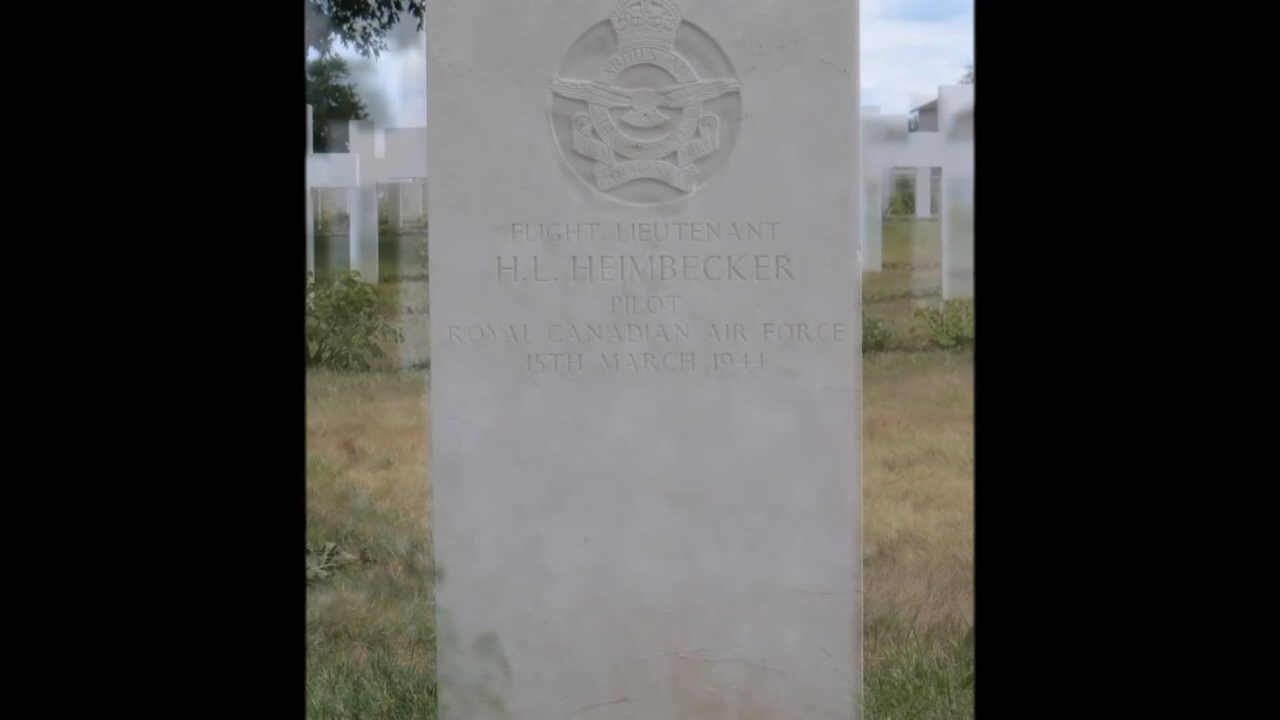 FLIGHT LIEUTENANT
H.L. HEIMBECKER
PILOT
ROYAL CANADIAN AIR FORCE
15TH MARCH 1944